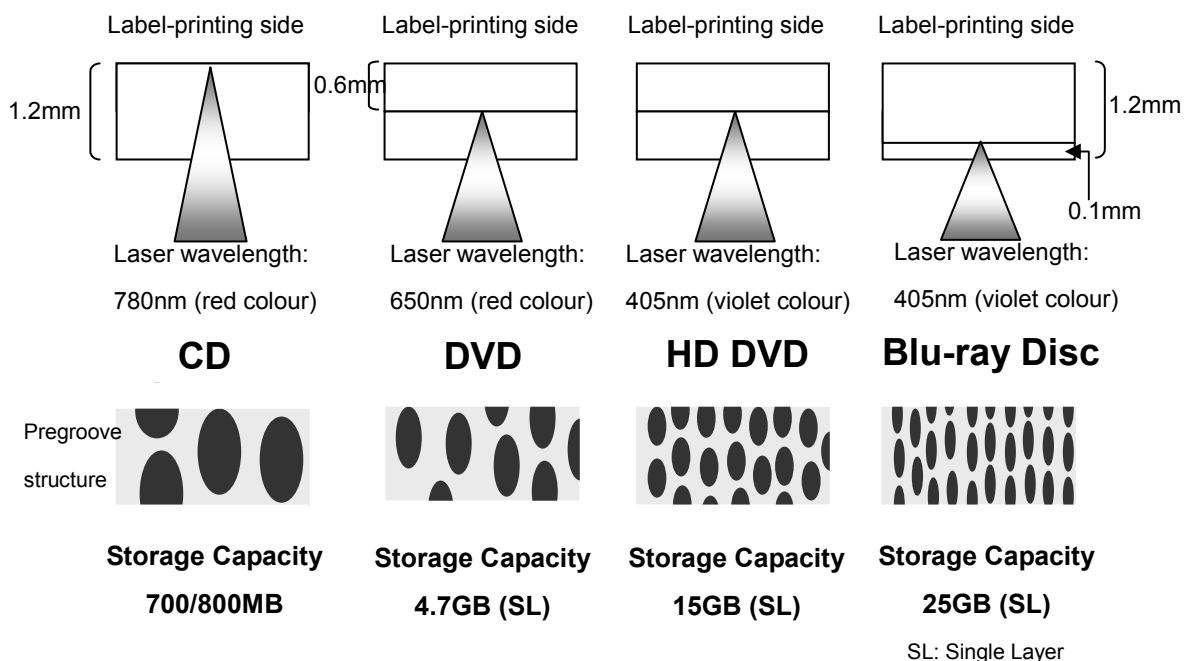 Label-printing side
Label-printing side
Label-printing side
Label-printing side
1.2mm
0.6mm
1.2mm
0.1mm
Laser wavelength:
780nm (red colour)
Laser wavelength:
650nm (red colour)
Laser wavelength:
405nm (violet colour)
Laser wavelength:
405nm (violet colour)
CD
DVD
HD DVD
Blu-ray Disc
Pregroove
structure
Storage Capacity
700/800MB
Storage Capacity
4.7GB (SL)
Storage Capacity
15GB (SL)
Storage Capacity
25GB (SL)
SL: Single Layer